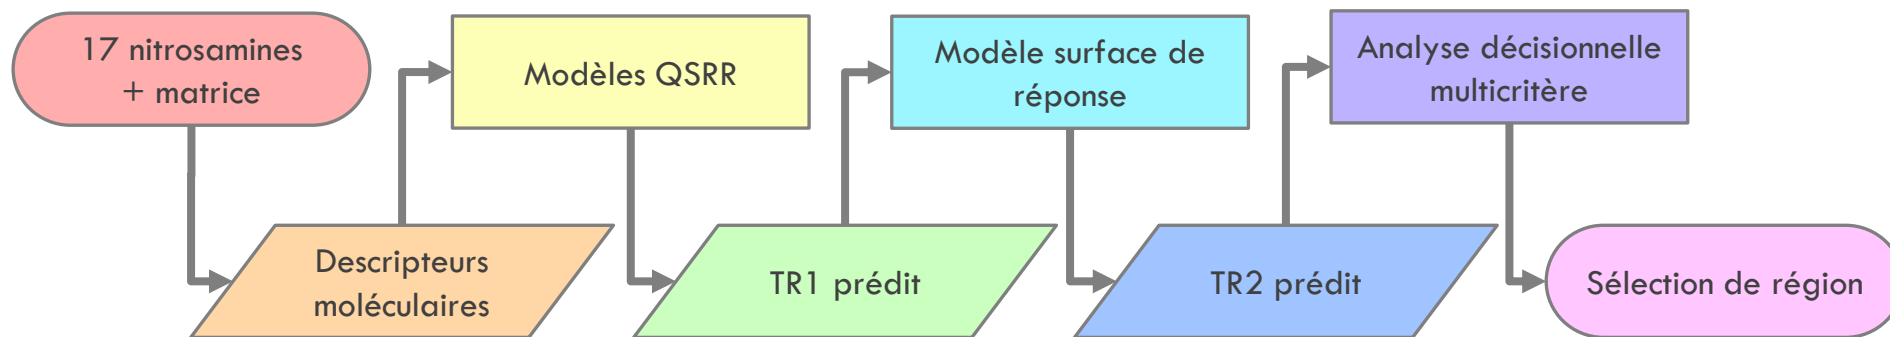 17 nitrosamines
+ matrice
Descripteurs
moléculaires
Modèles QSRR
TR1 prédit
Modèle surface de
réponse
TR2 prédit
Analyse décisionnelle
multicritère
Sélection de région